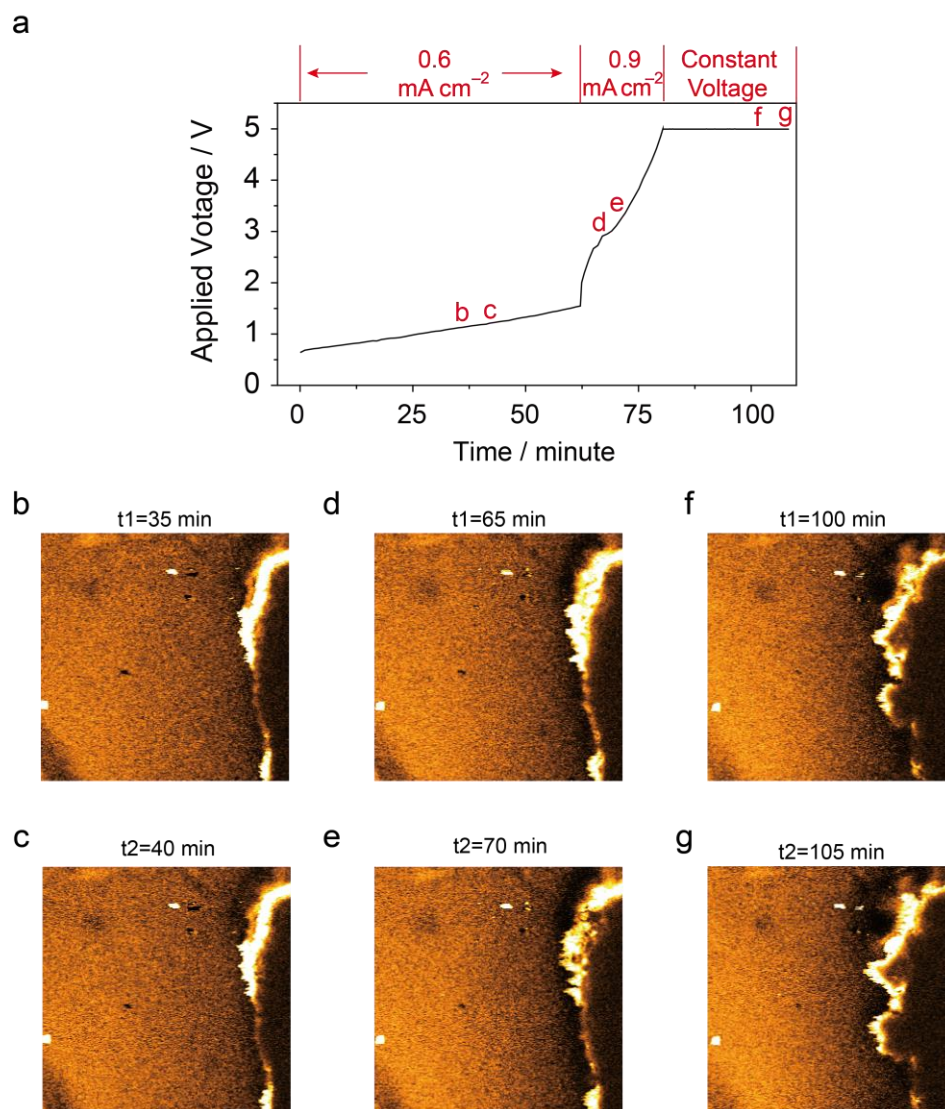 a
0.6
mA cm⁻²
0.9
mA cm⁻²
Constant
Voltage
Applied Votage / V
5
4
3
2
1
0
b
c
d
e
f
g
0
25
50
75
100
Time / minute
b
t1=35 min
d
t1=65 min
f
t1=100 min
c
t2=40 min
e
t2=70 min
g
t2=105 min